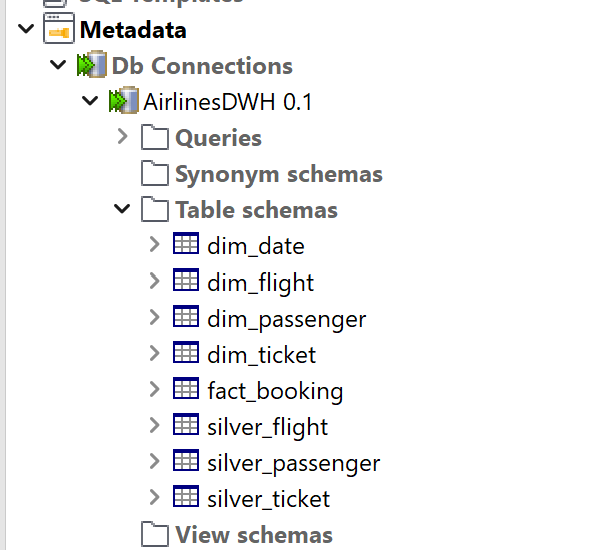 SQL Templates
Metadata
Db Connections
AirlinesDWH 0.1
Queries
Synonym schemas
Table schemas
dim_date
dim_flight
dim_passenger
dim_ticket
fact_booking
silver_flight
silver_passenger
silver_ticket
View schemas